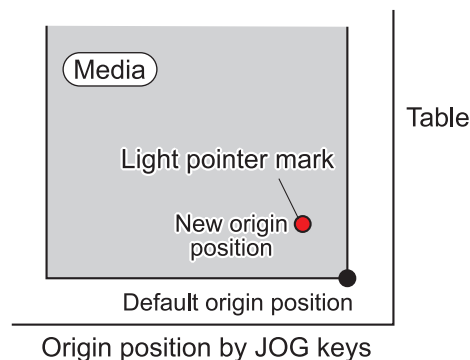 Media
Table
Light pointer mark
New origin
position
Default origin position
Origin position by JOG keys